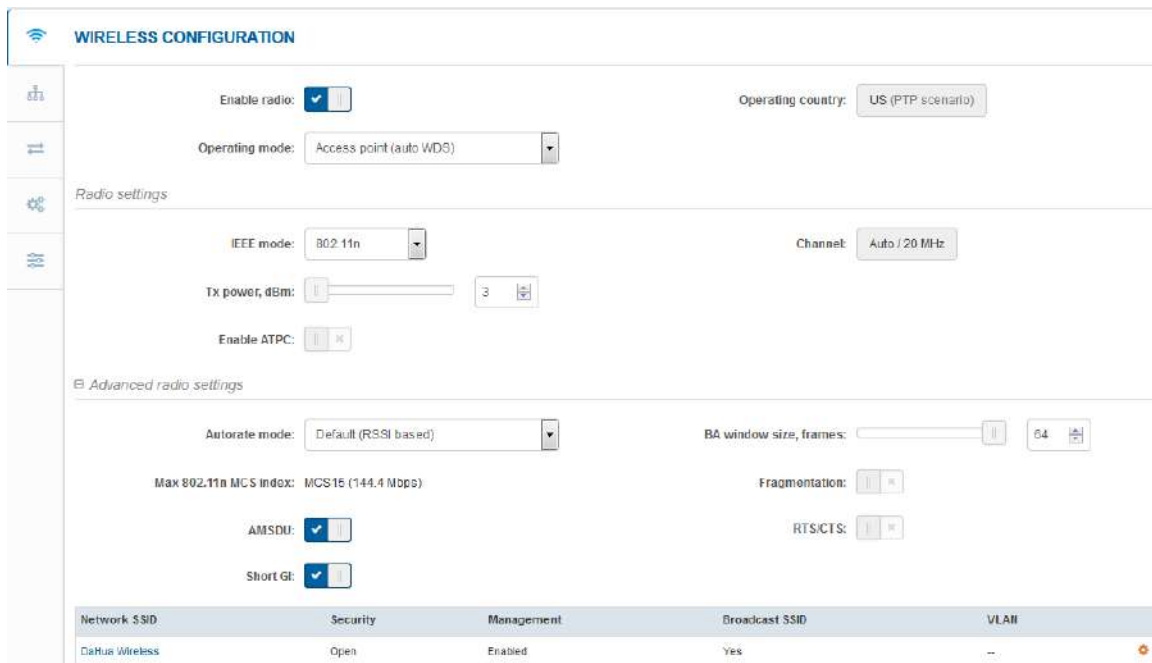 WIRELESS CONFIGURATION
Enable radio:
Operating country: US (PTP scenario)
Operating mode: Access point (auto WDS)
Radio settings
IEEE mode: 802.11n
Channel: Auto / 20 MHz
Tx power, dBm: 3
Enable ATPC:
Advanced radio settings
Autorate mode: Default (RSSI based)
BA window size, frames: 64
Max 802.11n MCS index: MCS15 (144.4 Mbps)
Fragmentation:
AMSDU:
RTS/CTS:
Short GI:
Network SSID Security Management Broadcast SSID VLAN
DaHua Wireless Open Enabled Yes --